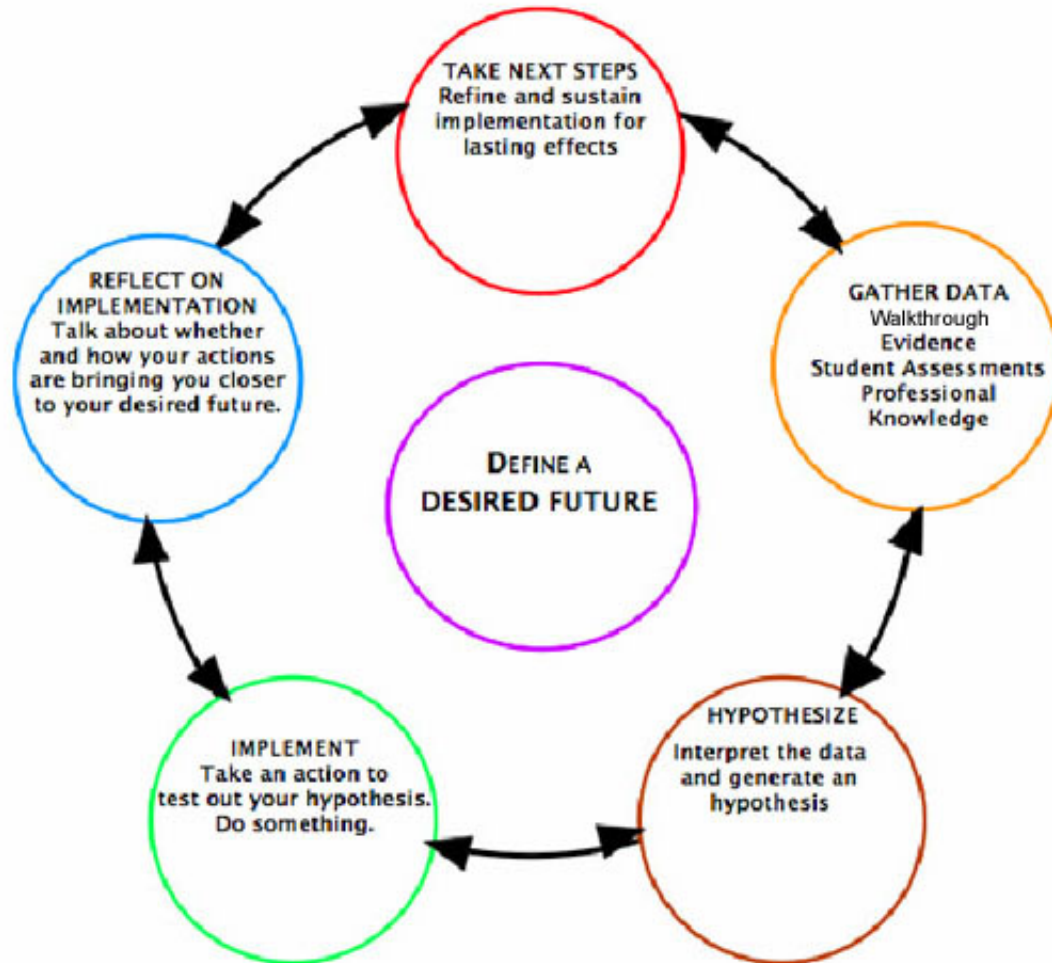 TAKE NEXT STEPS
Refine and sustain
implementation for
lasting effects
GATHER DATA
Walkthrough
Evidence
Student Assessments
Professional
Knowledge
HYPOTHESIZE
Interpret the data
and generate an
hypothesis
IMPLEMENT
Take an action to
test out your hypothesis.
Do something.
REFLECT ON
IMPLEMENTATION
Talk about whether
and how your actions
are bringing you closer
to your desired future.
DEFINE A
DESIRED FUTURE